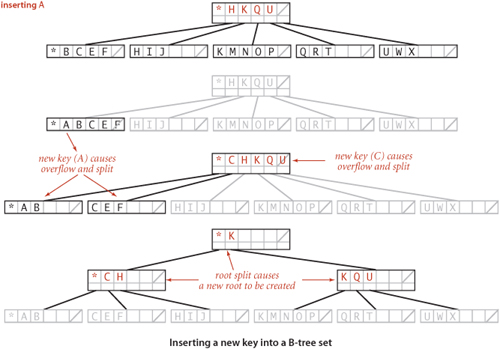 inserting A
* H K Q U
* B C E F
H I J
K M N O P
Q R T
U W X
* H K Q U
* A B C E F
H I J
K M N O P
Q R T
U W X
new key (A) causes
overflow and split
* C H K Q U
new key (C) causes
overflow and split
* A B
C E F
H I J
K M N O P
Q R T
U W X
* K
* C H
root split causes
a new root to be created
K Q U
* A B
C E F
H I J
K M N O P
Q R T
U W X
Inserting a new key into a B-tree set